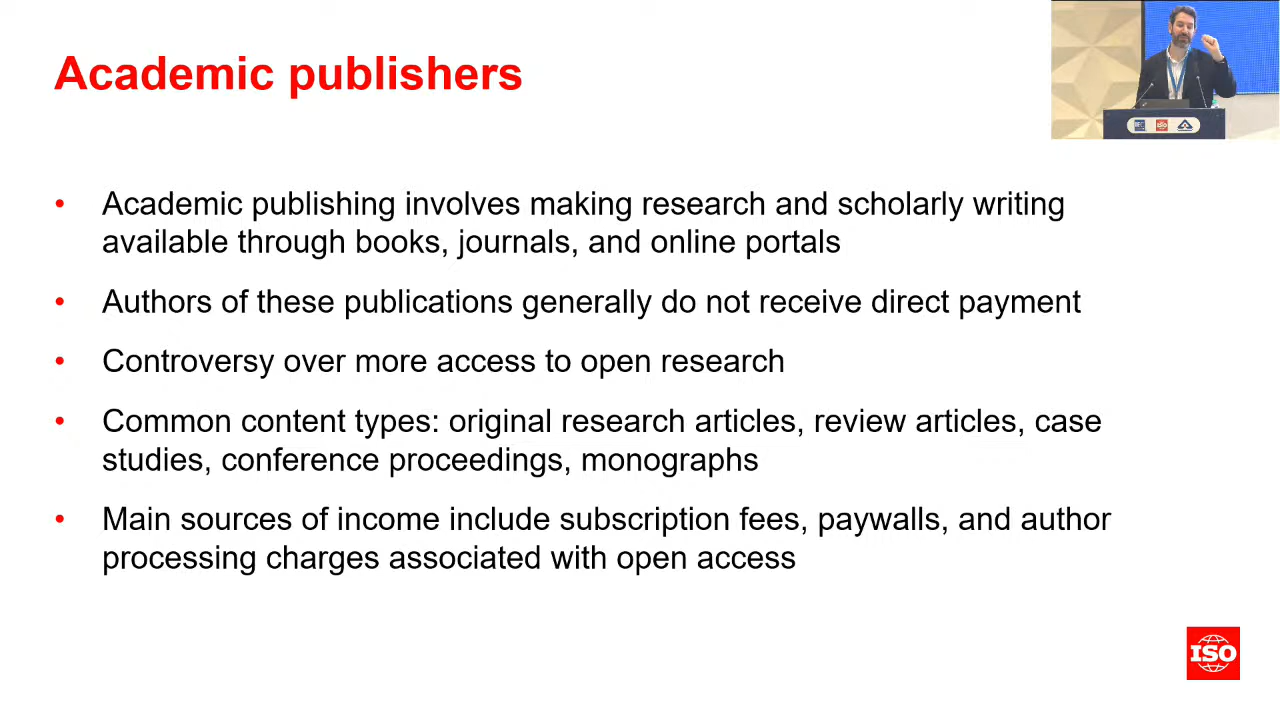 Academic publishers
• Academic publishing involves making research and scholarly writing
available through books, journals, and online portals
• Authors of these publications generally do not receive direct payment
• Controversy over more access to open research
• Common content types: original research articles, review articles, case
studies, conference proceedings, monographs
• Main sources of income include subscription fees, paywalls, and author
processing charges associated with open access
ISO